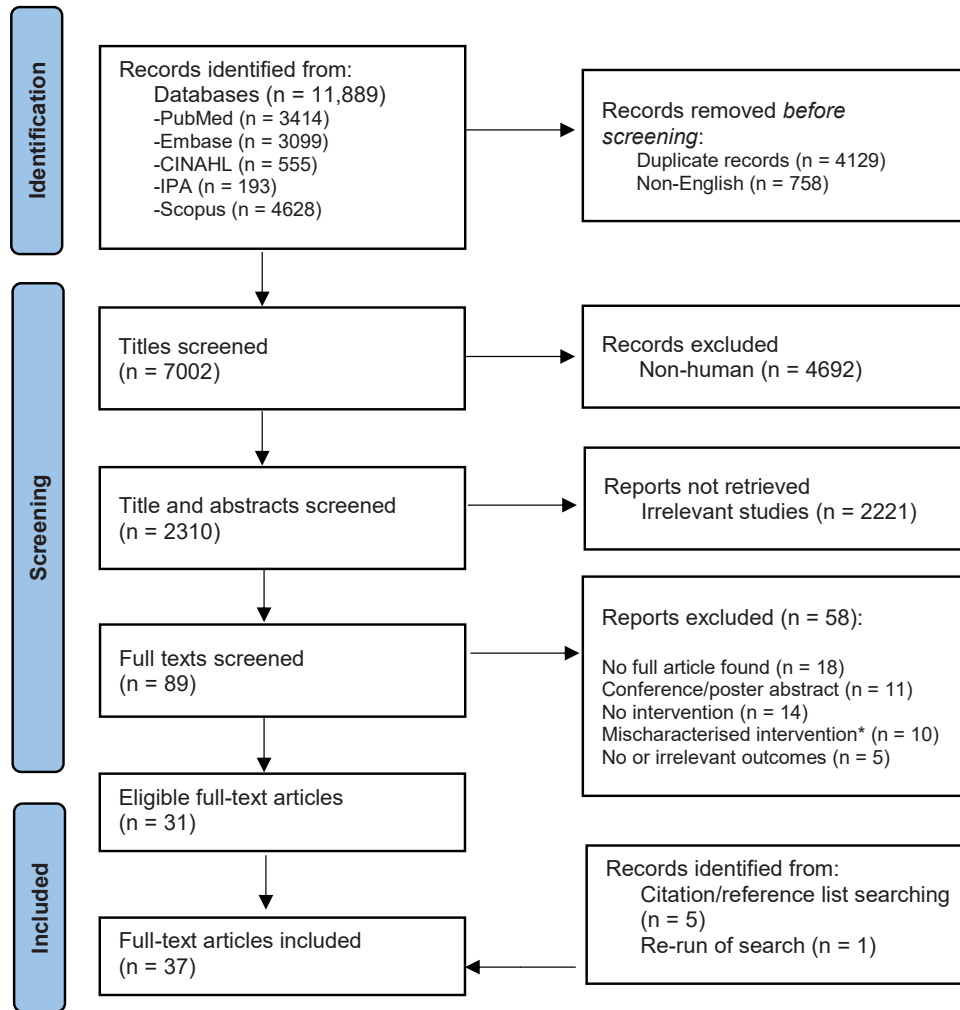 Identification
Records identified from:
Databases (n = 11,889)
-PubMed (n = 3414)
-Embase (n = 3099)
-CINAHL (n = 555)
-IPA (n = 193)
-Scopus (n = 4628)
Records removed before
screening:
Duplicate records (n = 4129)
Non-English (n = 758)
Screening
Titles screened
(n = 7002)
Records excluded
Non-human (n = 4692)
Title and abstracts screened
(n = 2310)
Reports not retrieved
Irrelevant studies (n = 2221)
Full texts screened
(n = 89)
Reports excluded (n = 58):
No full article found (n = 18)
Conference/poster abstract (n = 11)
No intervention (n = 14)
Mischaracterised intervention* (n = 10)
No or irrelevant outcomes (n = 5)
Eligible full-text articles
(n = 31)
Included
Records identified from:
Citation/reference list searching
(n = 5)
Re-run of search (n = 1)
Full-text articles included
(n = 37)